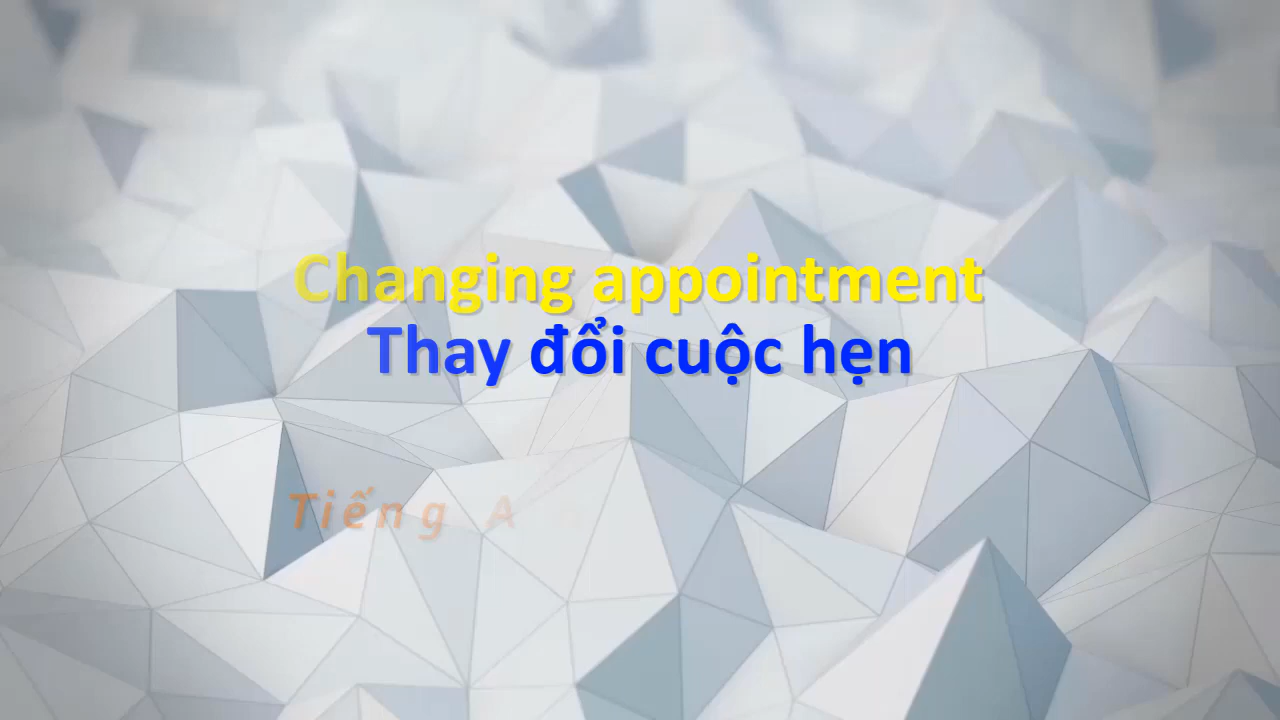 Changing appointment
Thay đổi cuộc hẹn
Tiếng